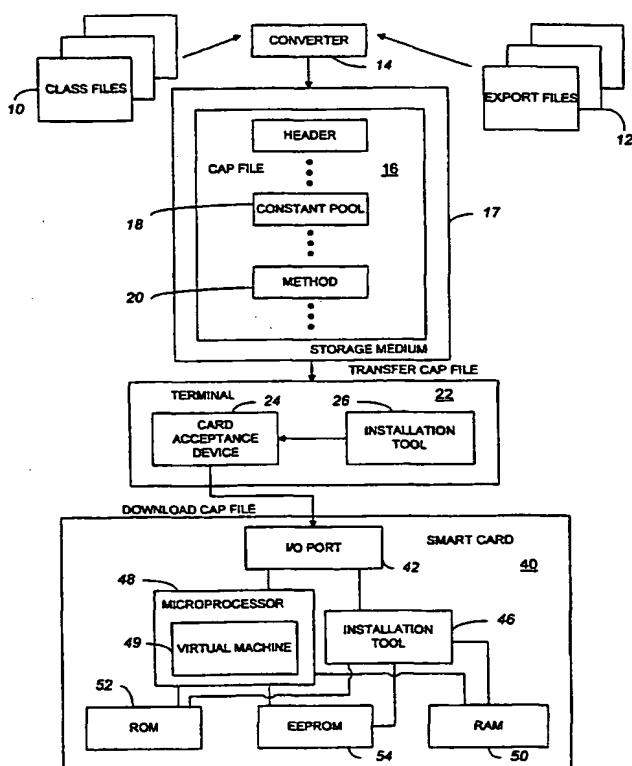 CONVERTER
14
CLASS FILES
10
EXPORT FILES
12
HEADER
CAP FILE
16
18
CONSTANT POOL
17
20
METHOD
STORAGE MEDIUM
TRANSFER CAP FILE
TERMINAL
24
26
22
CARD
ACCEPTANCE
DEVICE
INSTALLATION
TOOL
DOWNLOAD CAP FILE
I/O PORT
SMART CARD
42
40
48
MICROPROCESSOR
46
49
VIRTUAL MACHINE
INSTALLATION
TOOL
52
ROM
EEPROM
54
RAM
50